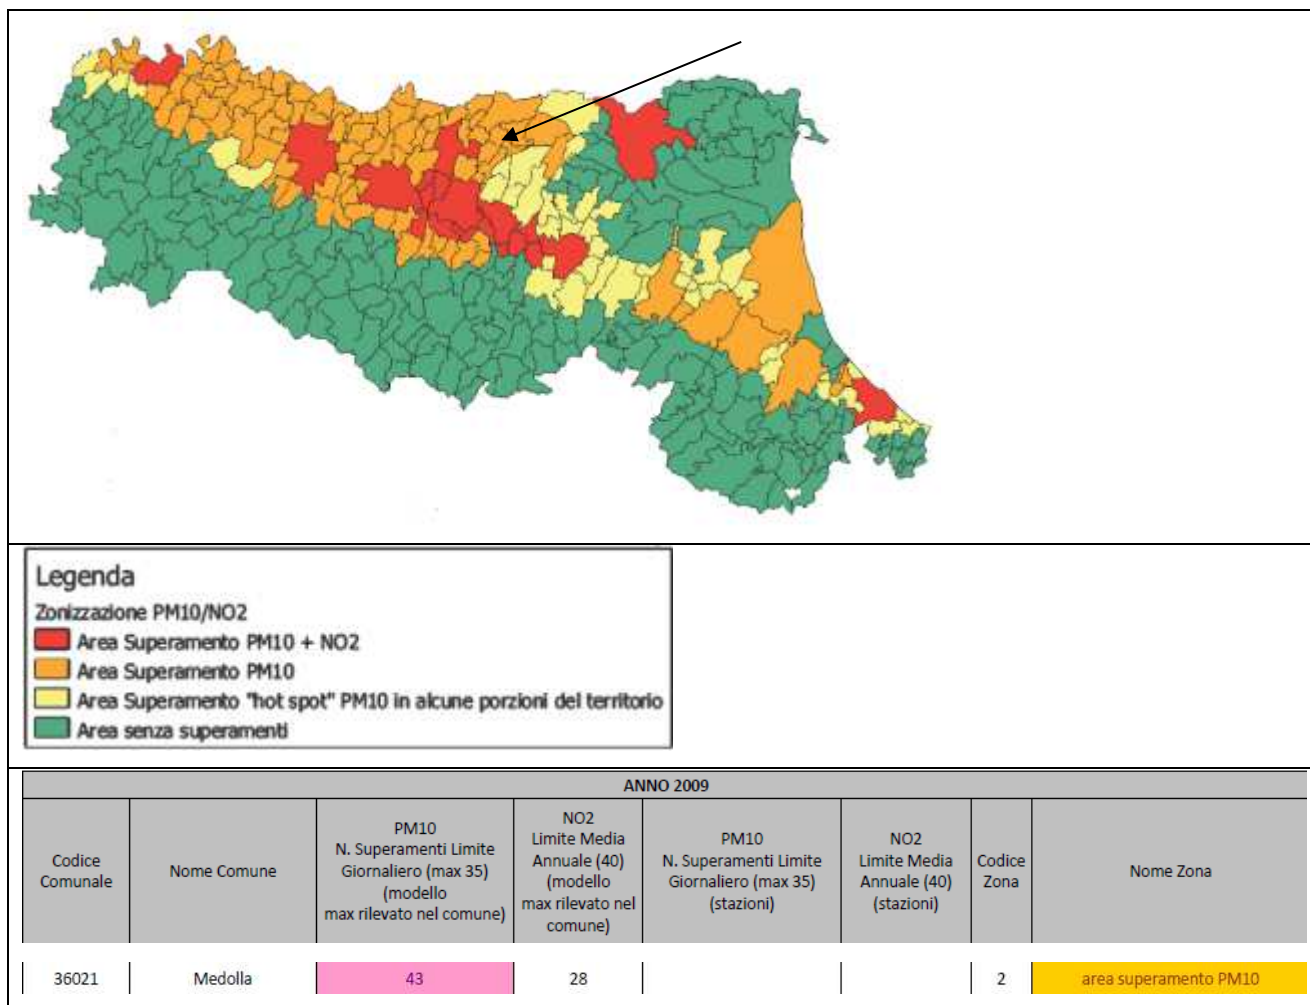 Legenda
Zonizzazione PM10/NO2
Area Superamento PM10 + NO2
Area Superamento PM10
Area Superamento "hot spot" PM10 in alcune porzioni del territorio
Area senza superamenti
ANNO 2009
Codice
Comunale
Nome Comune
PM10
N. Superamenti Limite
Giornaliero (max 35)
(modello
max rilevato nel comune)
NO2
Limite Media
Annuale (40)
(modello
max rilevato nel
comune)
PM10
N. Superamenti Limite
Giornaliero (max 35)
(stazioni)
NO2
Limite Media
Annuale (40)
(stazioni)
Codice
Zona
Nome Zona
36021 Medolla 43 28 2 area superamento PM10